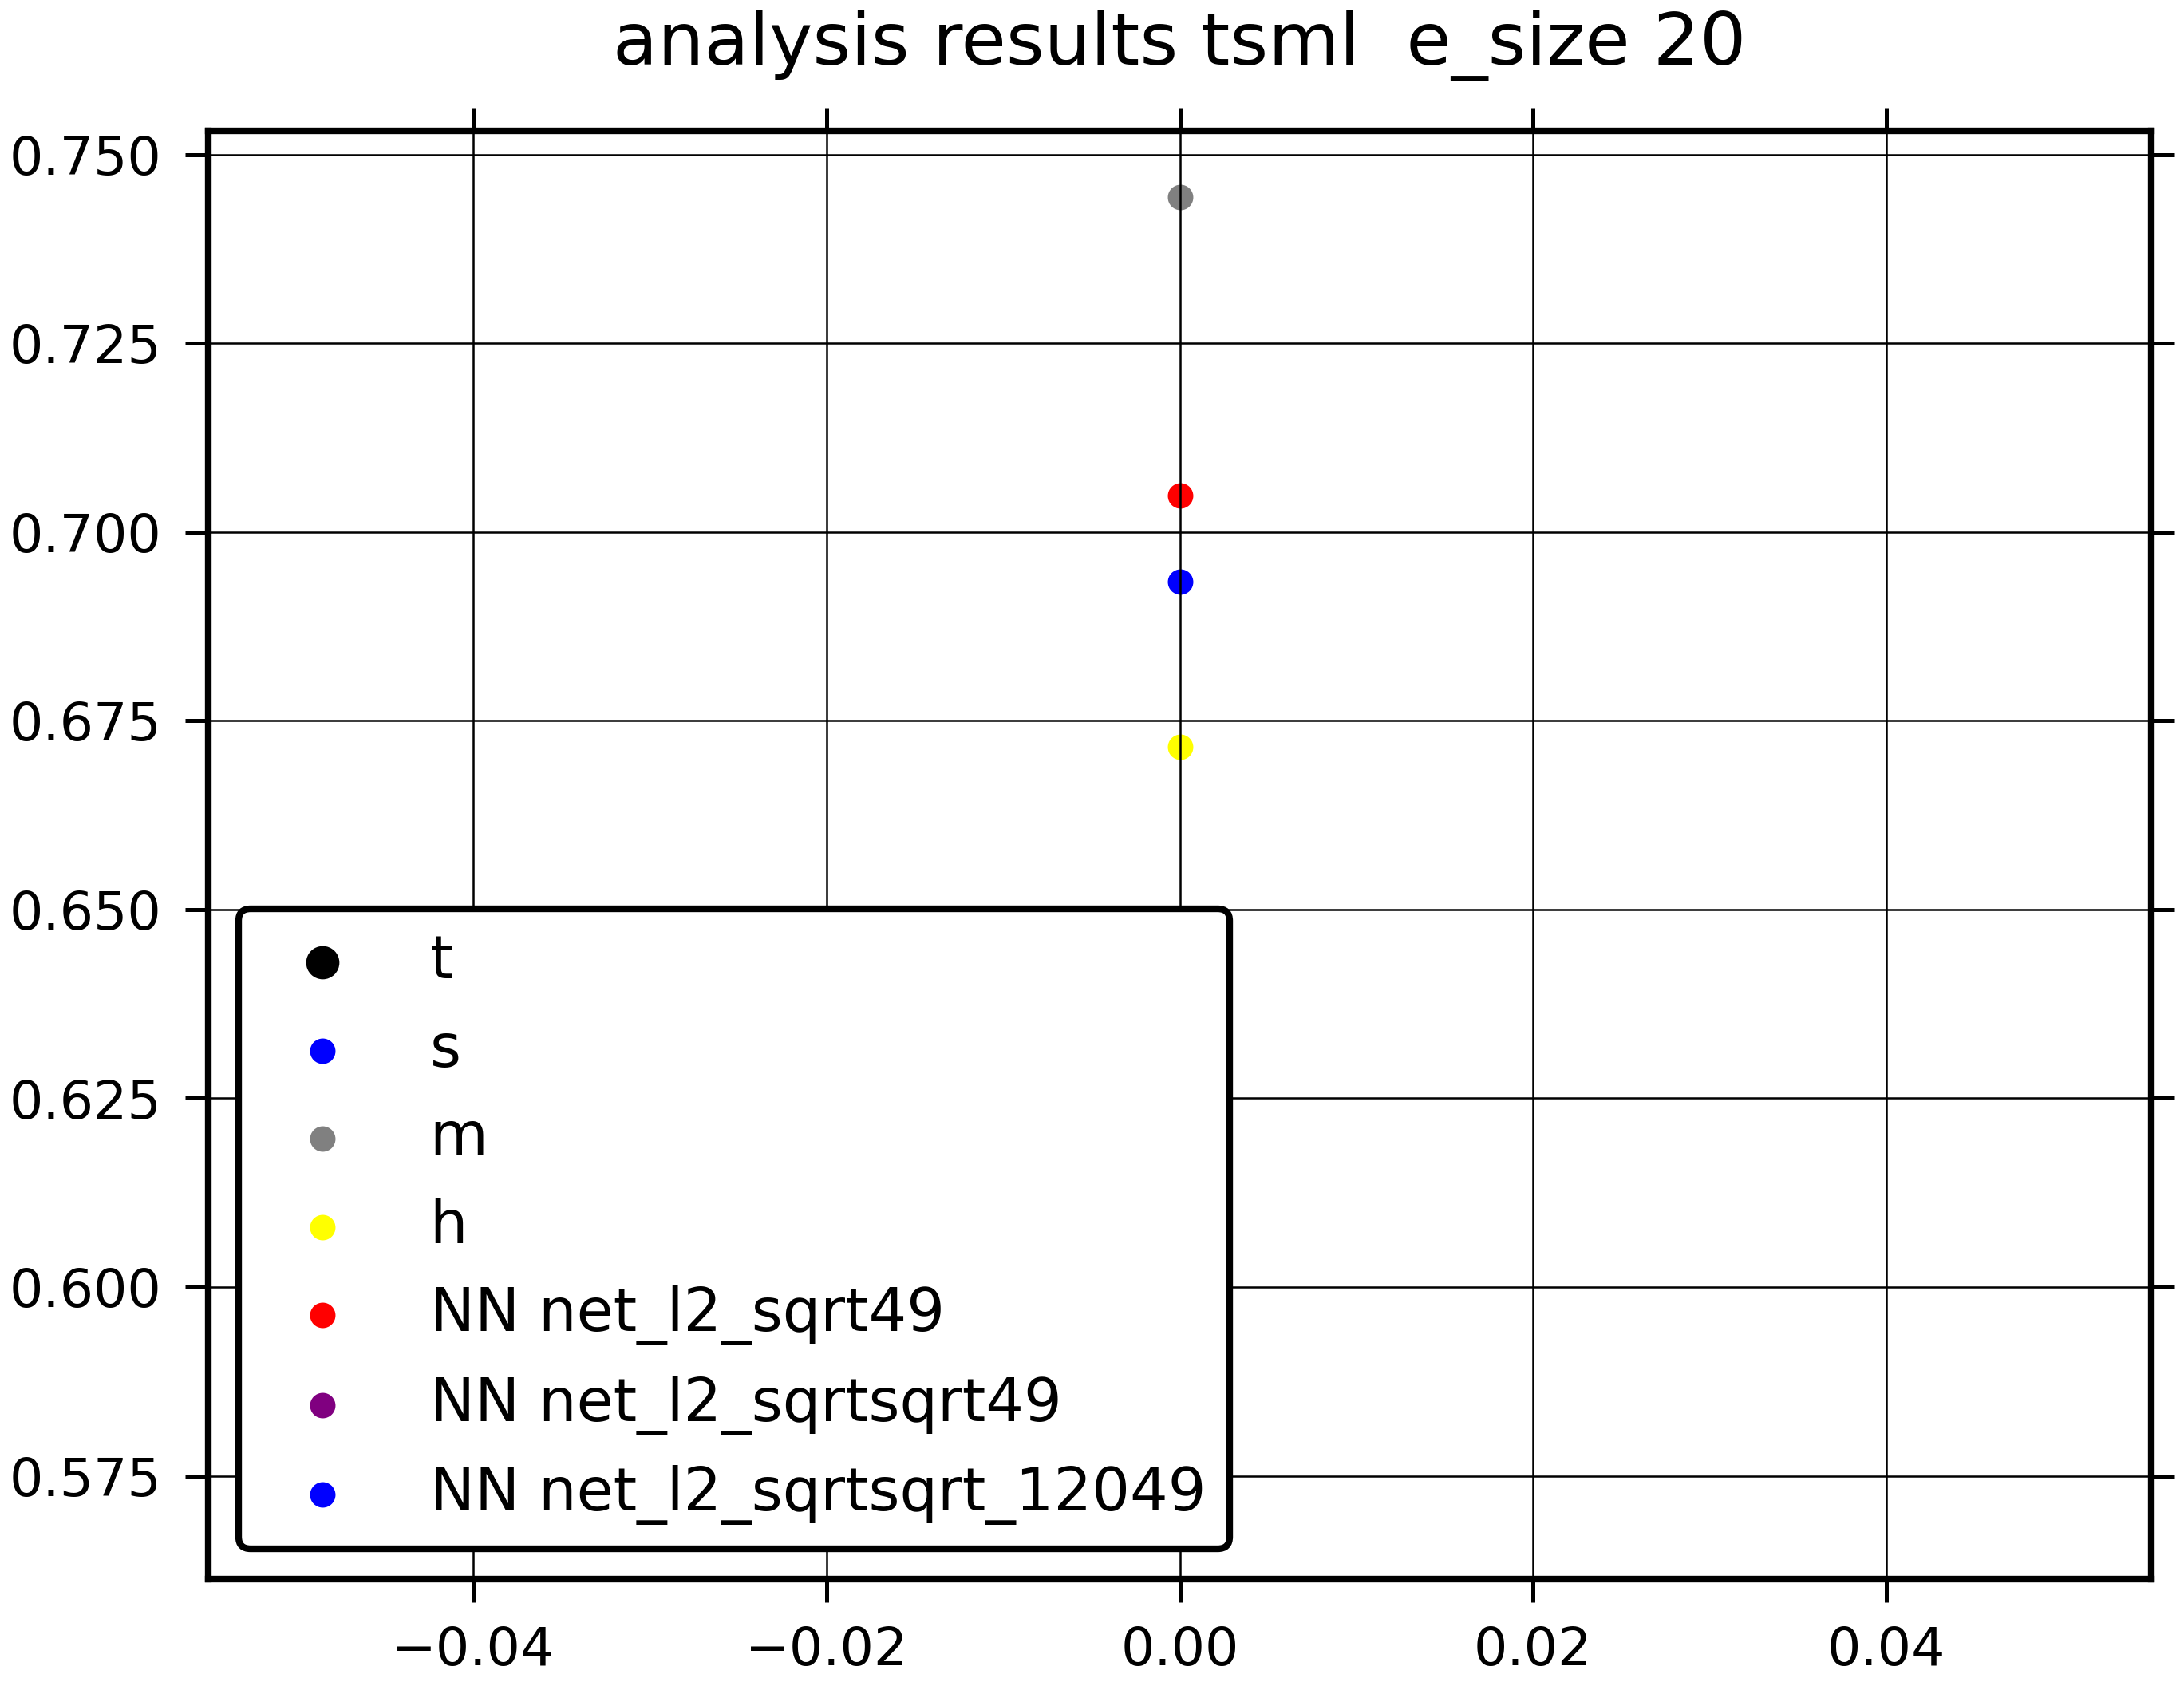 analysis results tsml  e_size 20
0.750
0.725
0.700
0.675
0.650
0.625
0.600
0.575
t
s
m
h
NN net_l2_sqrt49
NN net_l2_sqrtsqrt49
NN net_l2_sqrtsqrt_12049
−0.04 −0.02 0.00 0.02 0.04